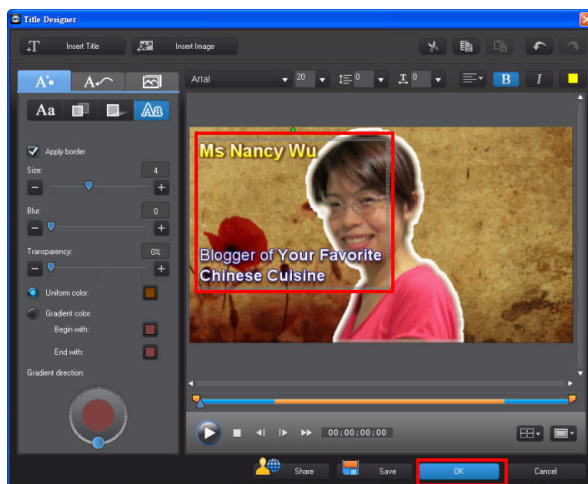 Title Designer
Insert Title
Insert Image
Arial
20
0
T 0
B
I
Aa
Aa
Apply border
Size:
4
Blur:
0
Transparency:
0%
Uniform color:
Gradient color:
Begin with:
End with:
Gradient direction:
Ms Nancy Wu
Blogger of Your Favorite
Chinese Cuisine
00:00:00:00
Share
Save
OK
Cancel